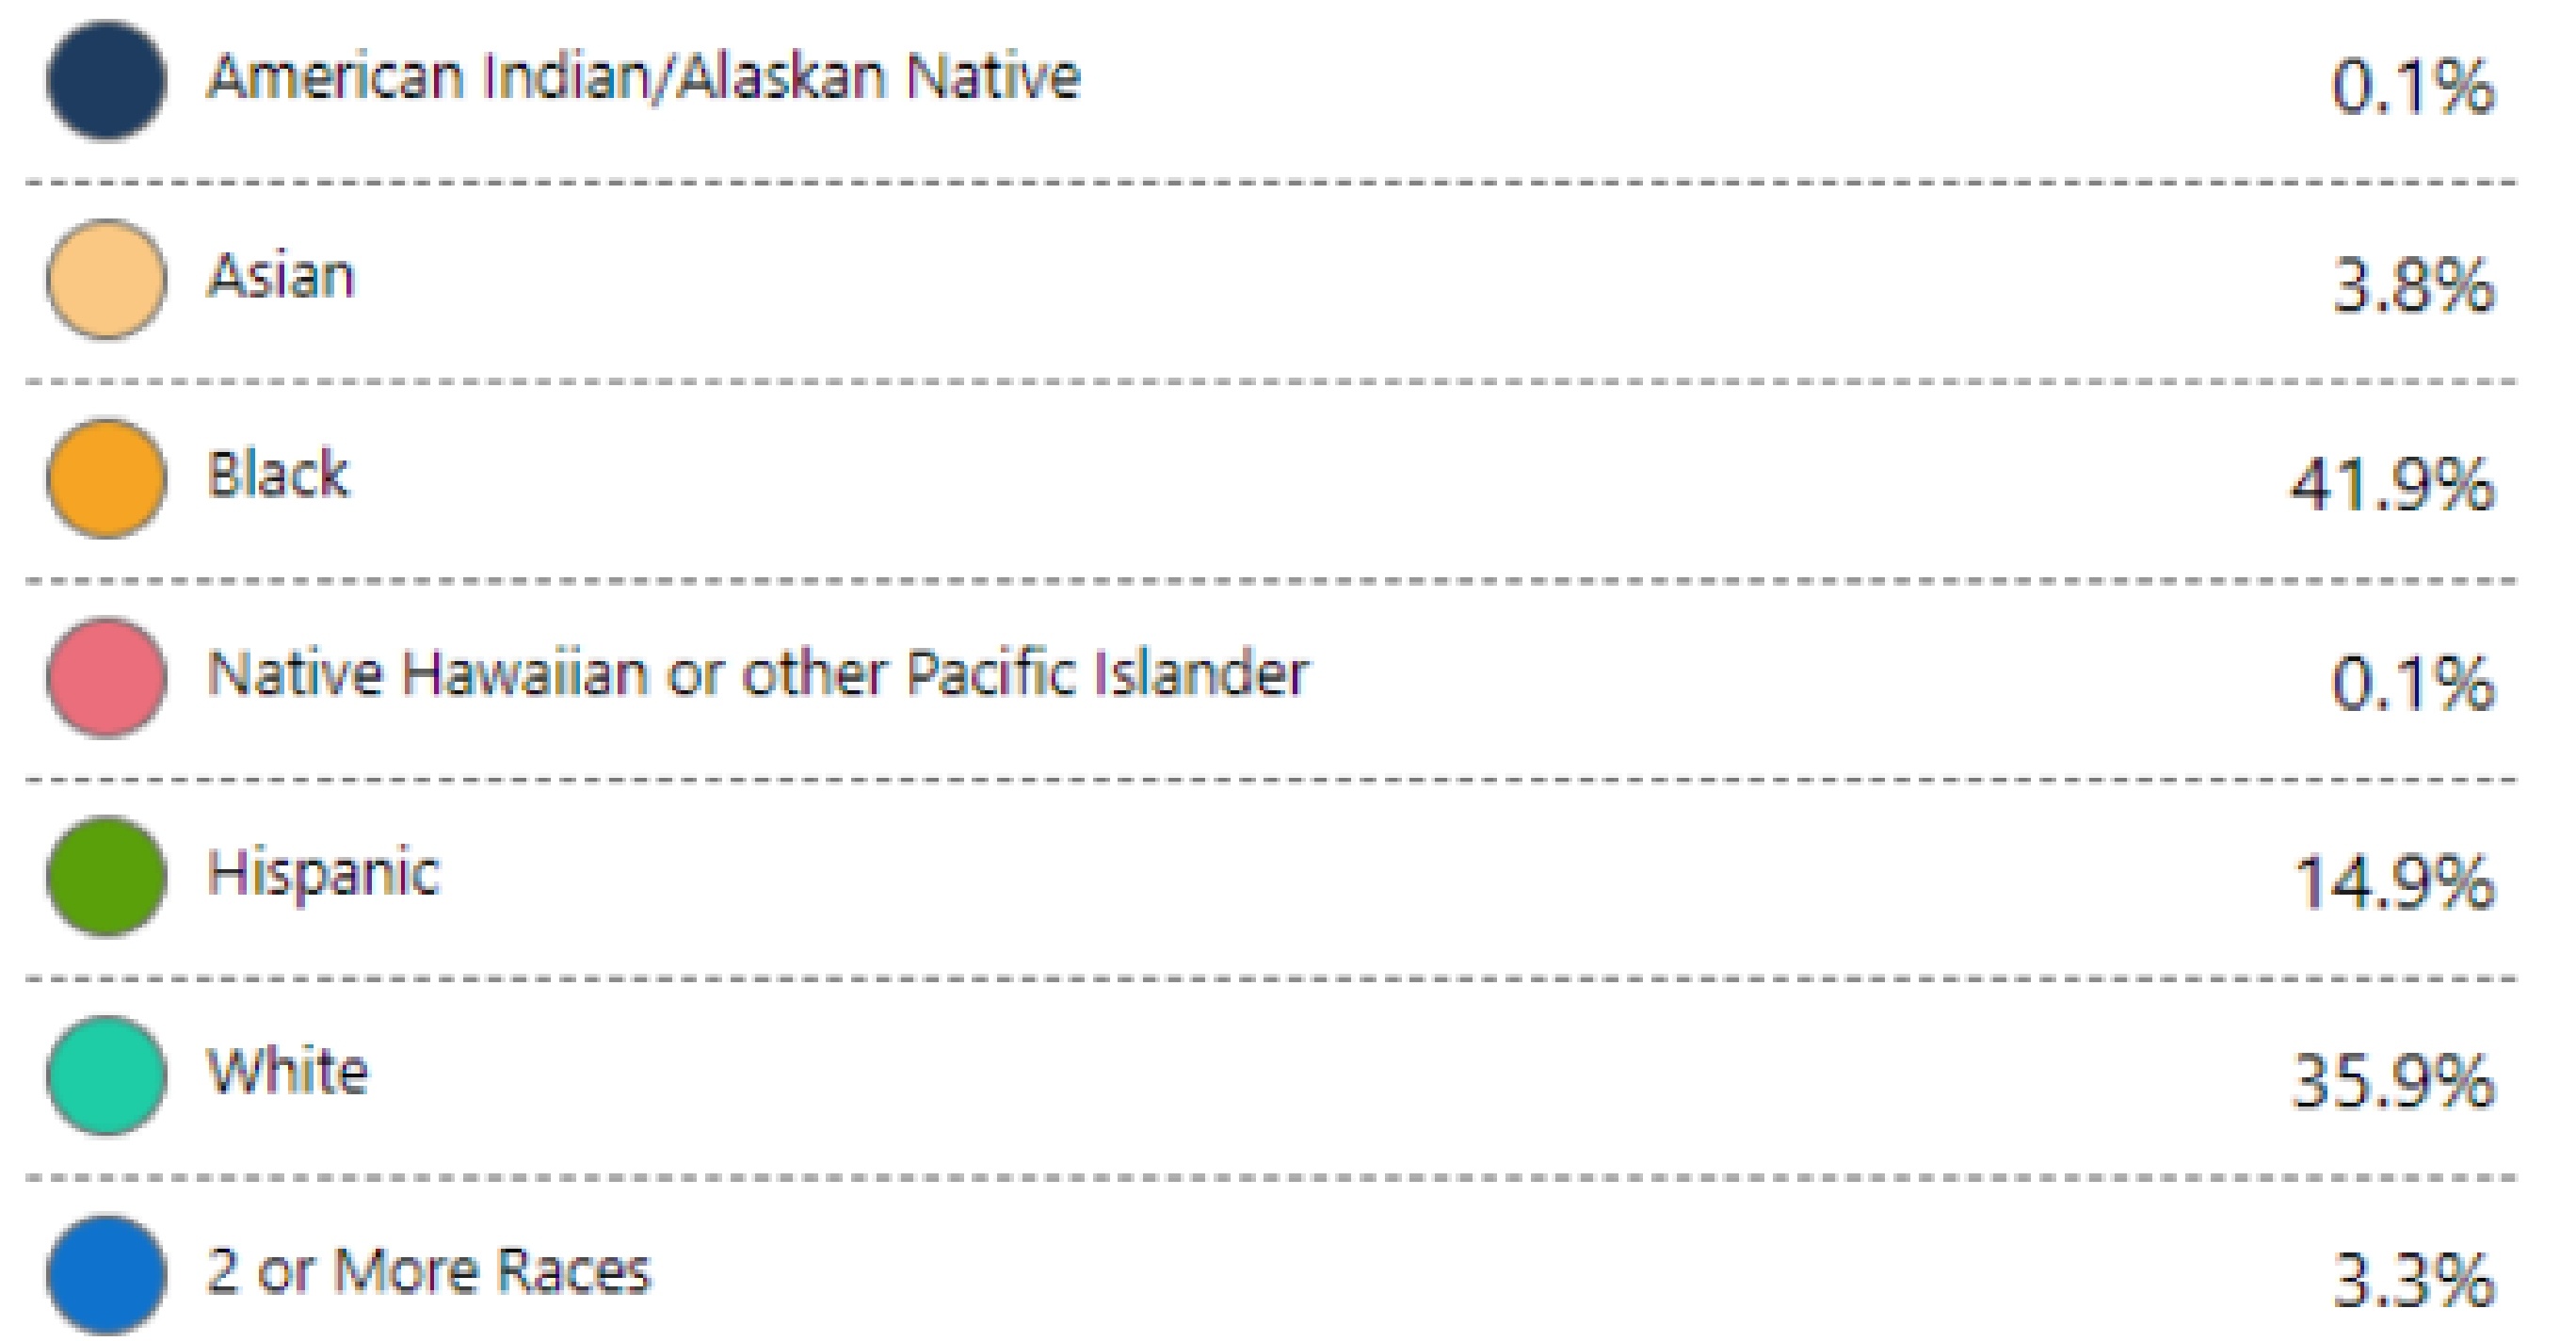 American Indian/Alaskan Native 0.1%
Asian 3.8%
Black 41.9%
Native Hawaiian or other Pacific Islander 0.1%
Hispanic 14.9%
White 35.9%
2 or More Races 3.3%